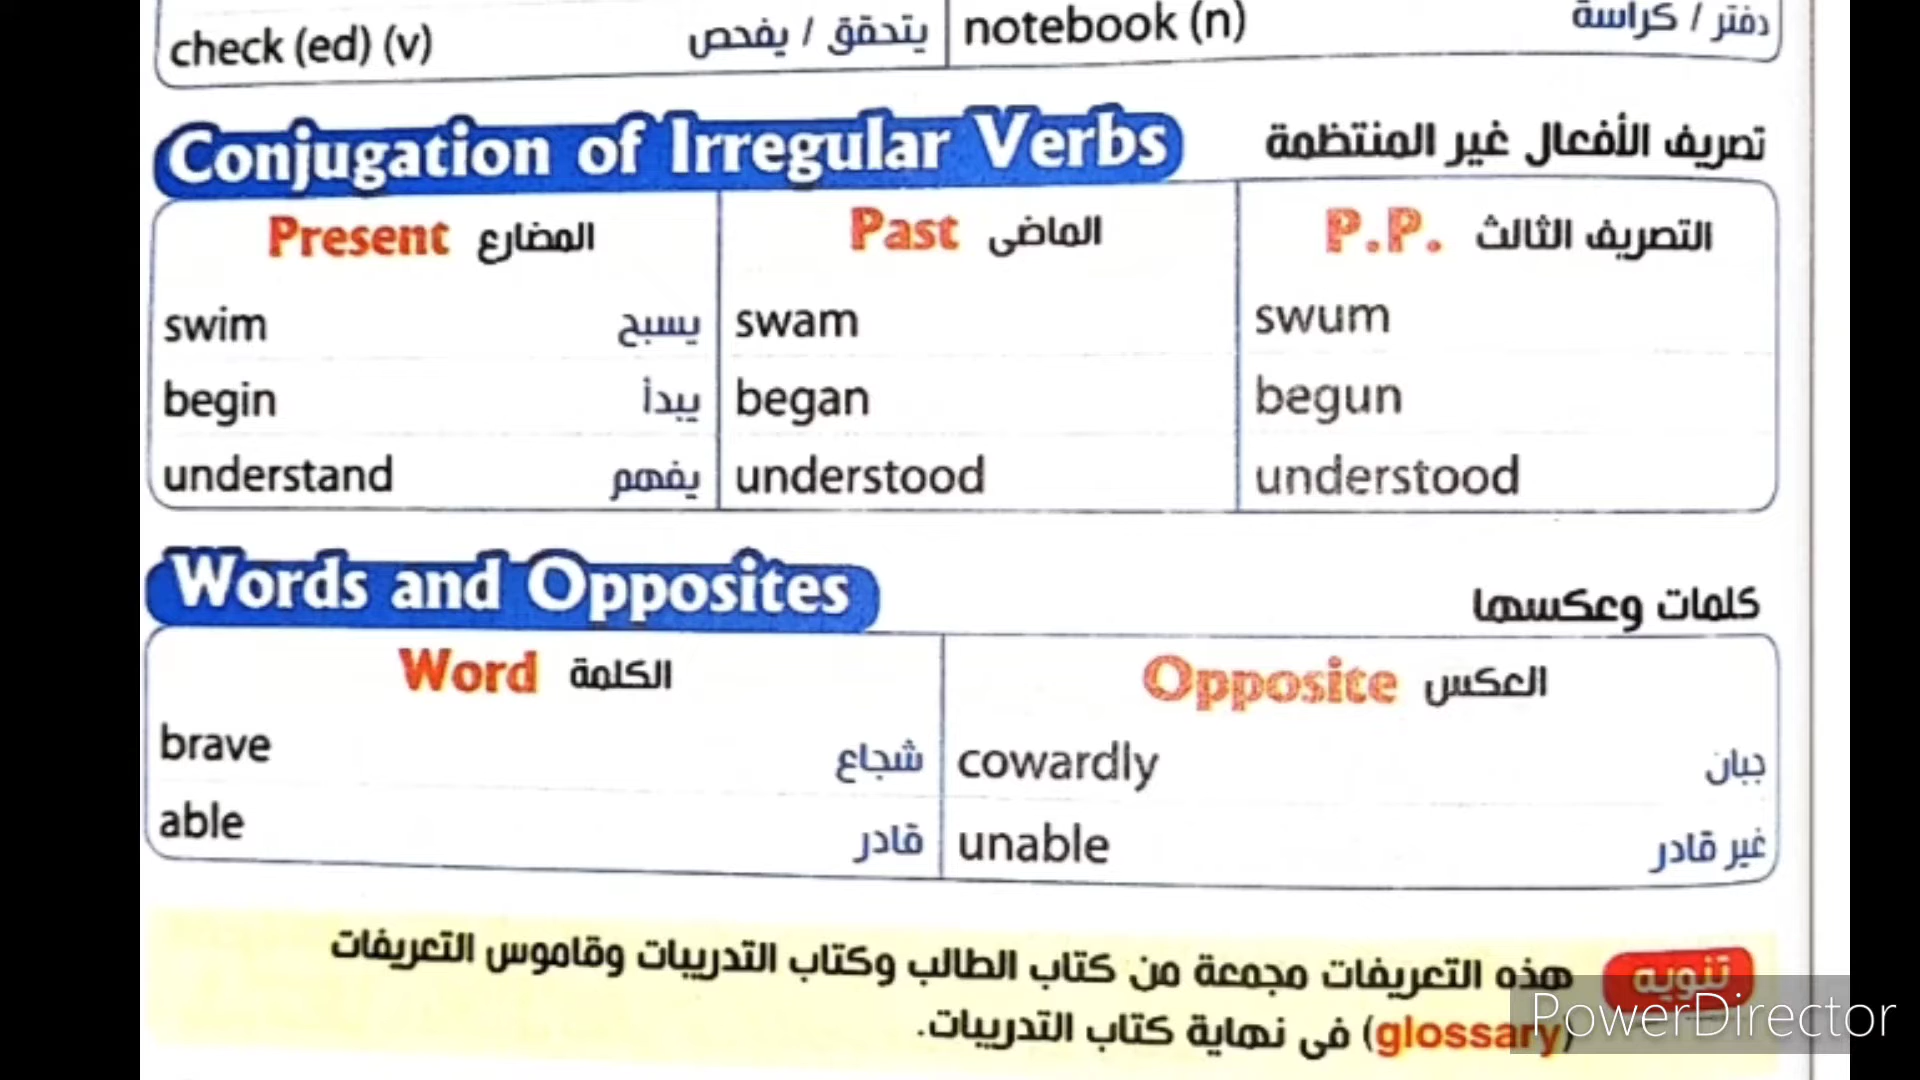 check (ed) (v) يتحقق / يفحص notebook (n) دفتر / كراسة
Conjugation of Irregular Verbs تصريف الأفعال غير المنتظمة
Present المضارع Past الماضى P.P. التصريف الثالث
swim يسبح swam swum
begin يبدأ began begun
understand يفهم understood understood
Words and Opposites كلمات وعكسها
Word الكلمة Opposite العكس
brave شجاع cowardly جبان
able قادر unable غير قادر
تنويه هذه التعريفات مجمعة من كتاب الطالب وكتاب التدريبات وقاموس التعريفات
(glossary) فى نهاية كتاب التدريبات.
PowerDirector